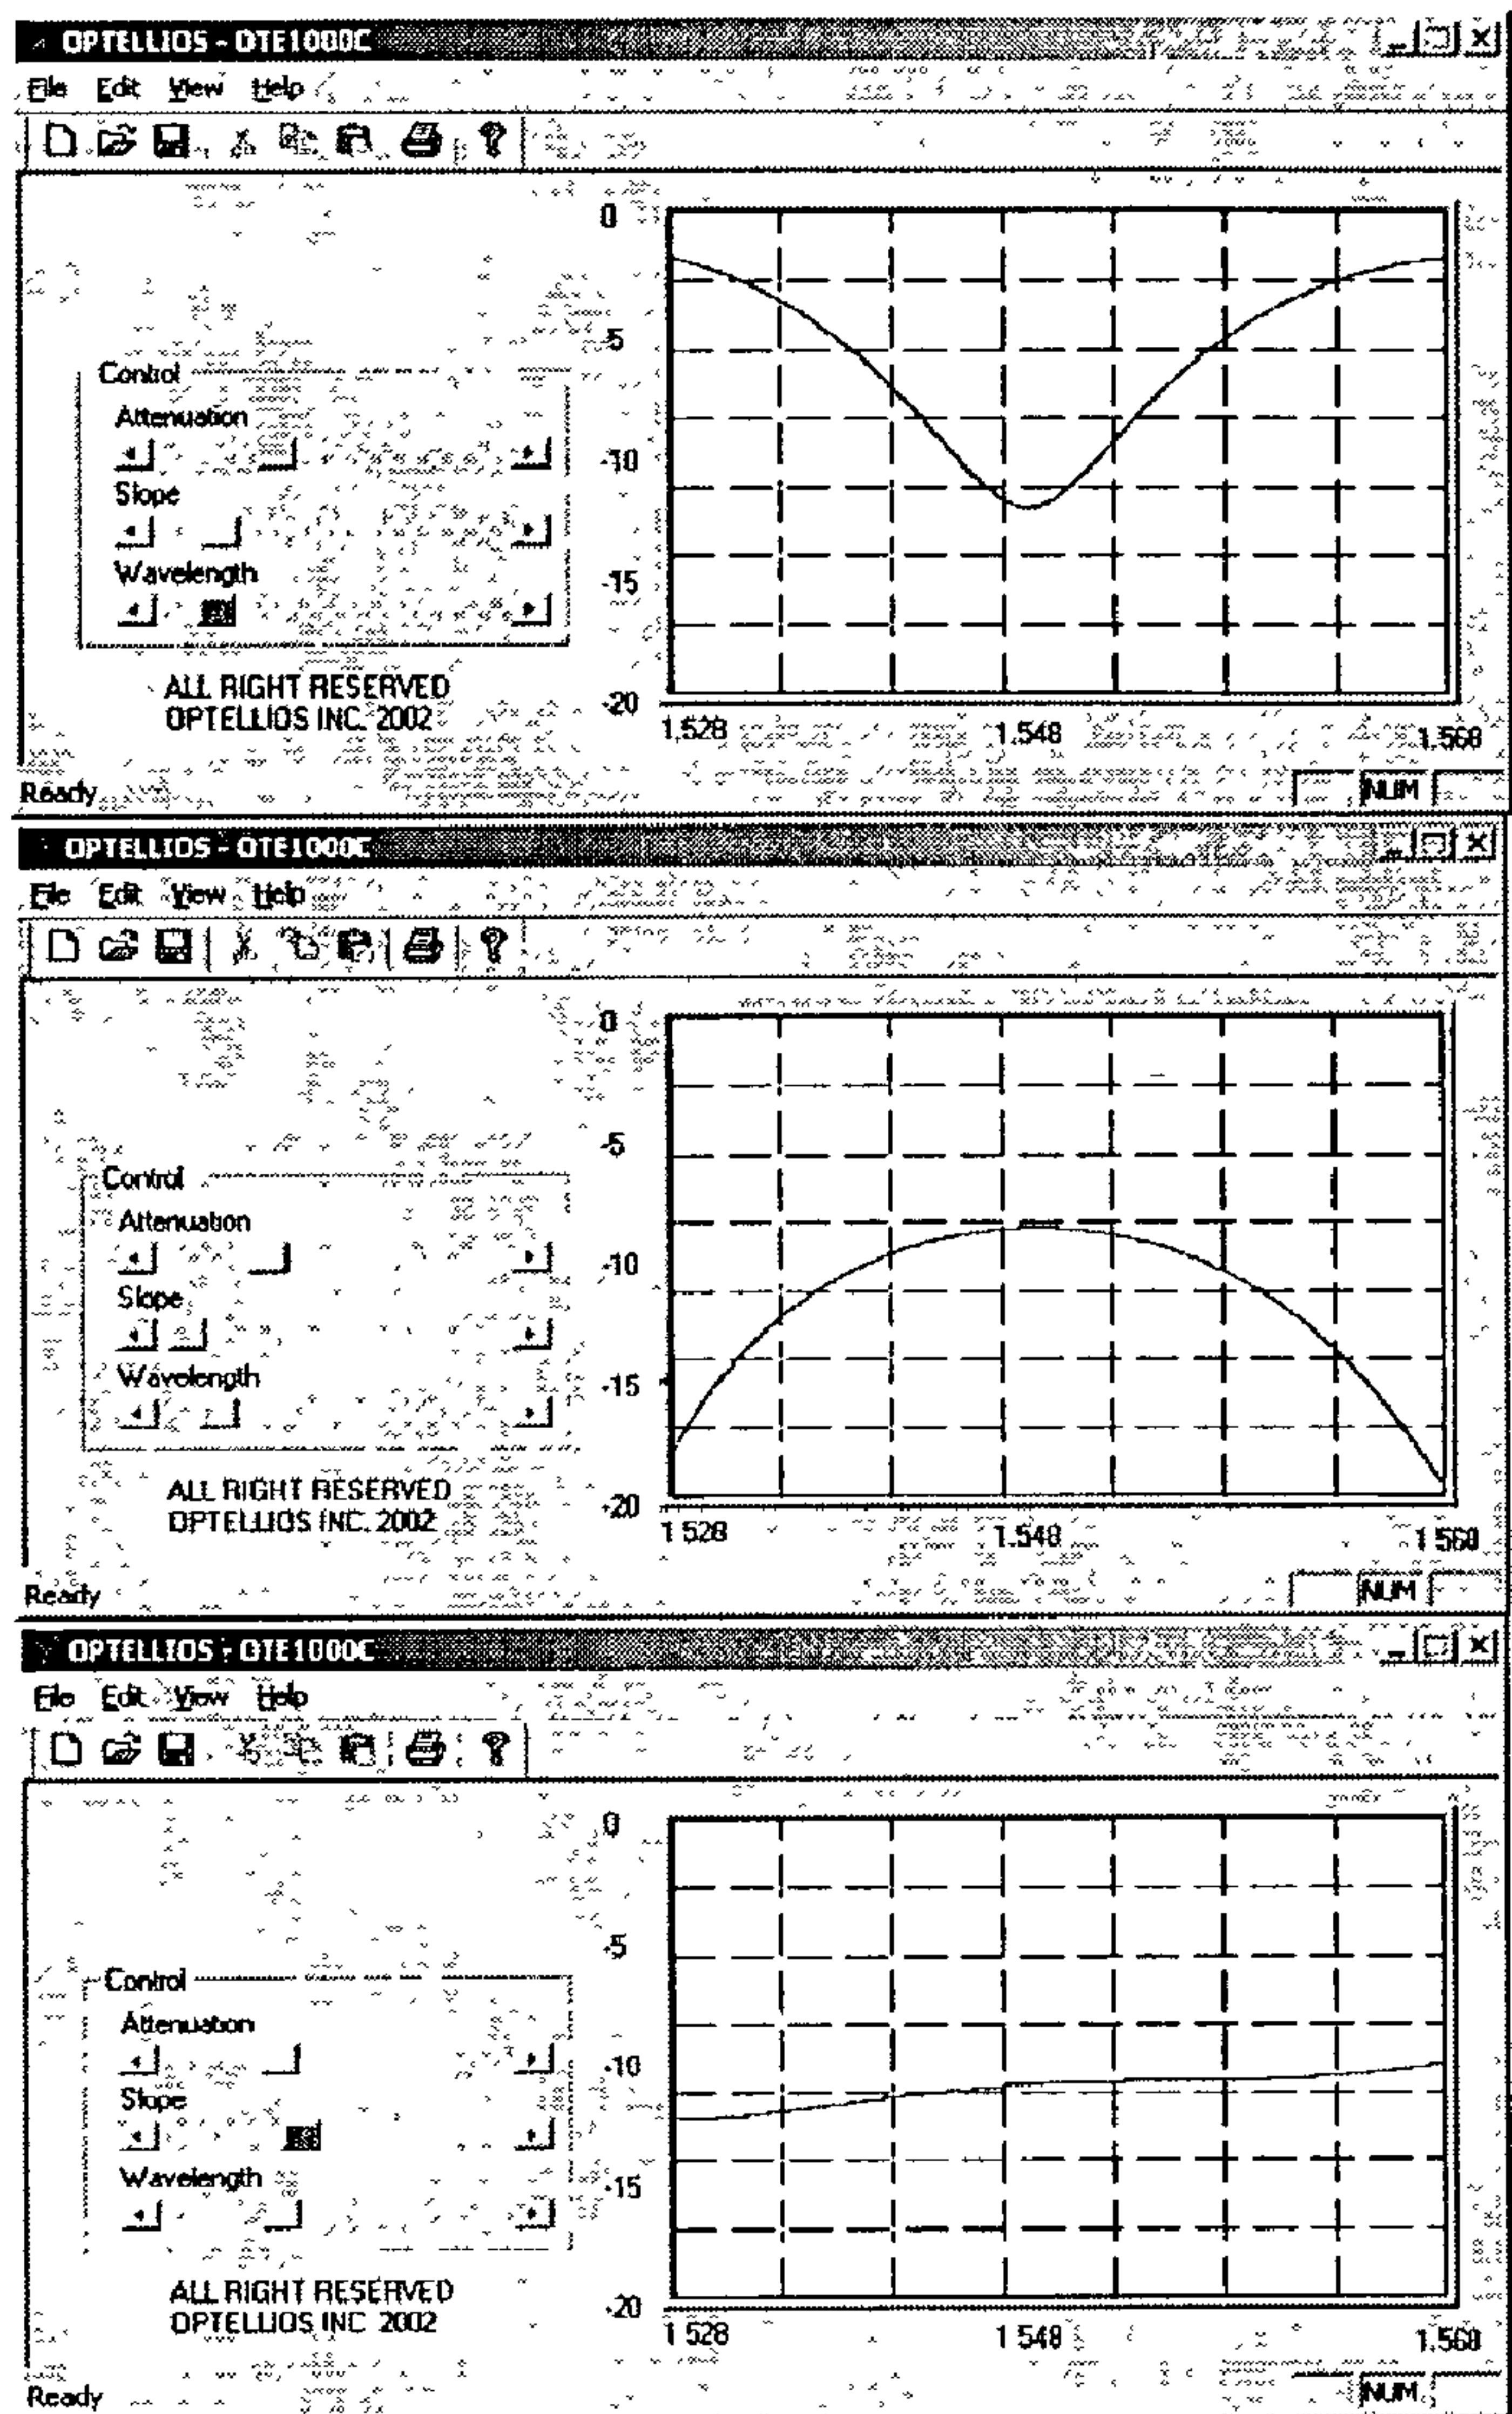 OPTELLIOS - OTE1000C
File Edit View Help
Control
Attenuation
Slope
Wavelength
ALL RIGHT RESERVED
OPTELLIOS INC. 2002
0
-5
-10
-15
-20
1.528 1.548 1.568
Ready
NUM
OPTELLIOS - OTE1000C
File Edit View Help
Control
Attenuation
Slope
Wavelength
ALL RIGHT RESERVED
OPTELLIOS INC. 2002
0
-5
-10
-15
-20
1 528 1.548 1 568
Ready
NUM
OPTELLIOS - OTE1000C
File Edit View Help
Control
Attenuation
Slope
Wavelength
ALL RIGHT RESERVED
OPTELLIOS INC 2002
0
-5
-10
-15
-20
1 528 1 548 1.568
Ready
NUM